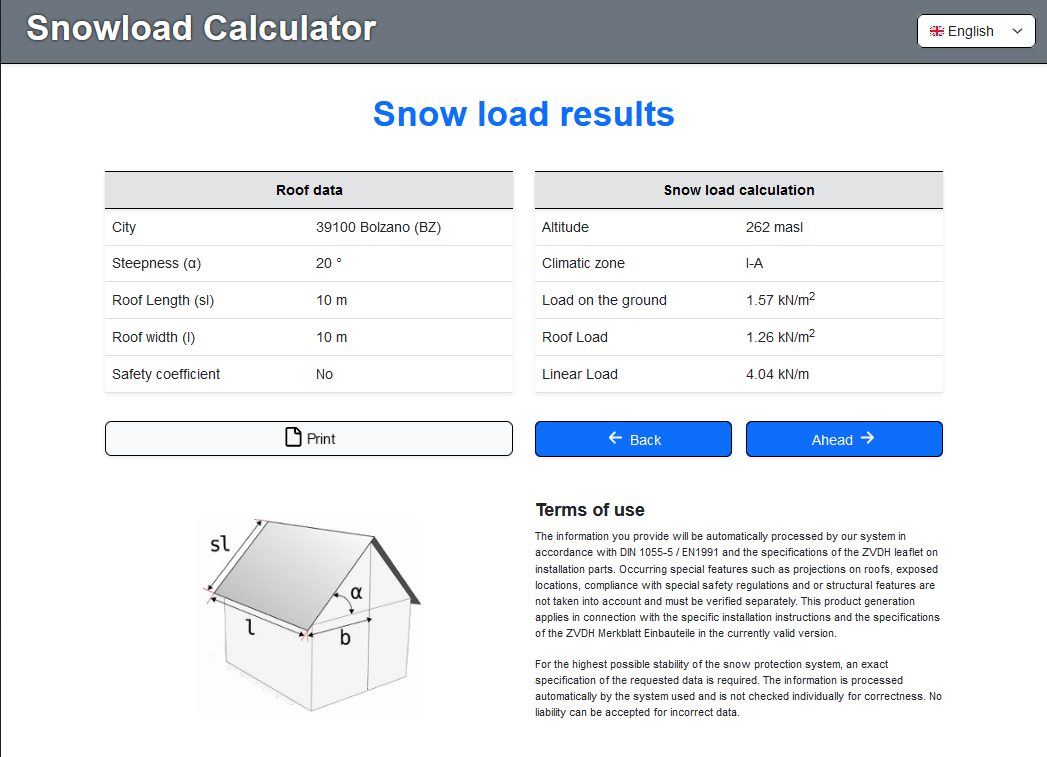 Snowload Calculator
English
Snow load results
Roof data
City 39100 Bolzano (BZ)
Steepness (α) 20 °
Roof Length (sl) 10 m
Roof width (l) 10 m
Safety coefficient No
Snow load calculation
Altitude 262 masl
Climatic zone I-A
Load on the ground 1.57 kN/m²
Roof Load 1.26 kN/m²
Linear Load 4.04 kN/m
Print
Back
Ahead
sl
α
l
b
Terms of use
The information you provide will be automatically processed by our system in
accordance with DIN 1055-5 / EN1991 and the specifications of the ZVDH leaflet on
installation parts. Occurring special features such as projections on roofs, exposed
locations, compliance with special safety regulations and or structural features are
not taken into account and must be verified separately. This product generation
applies in connection with the specific installation instructions and the specifications
of the ZVDH Merkblatt Einbauteile in the currently valid version.
For the highest possible stability of the snow protection system, an exact
specification of the requested data is required. The information is processed
automatically by the system used and is not checked individually for correctness. No
liability can be accepted for incorrect data.